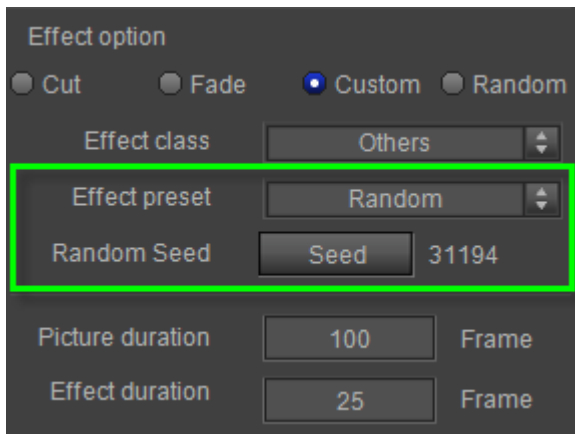 Effect option
Cut Fade Custom Random
Effect class Others
Effect preset Random
Random Seed Seed 31194
Picture duration 100 Frame
Effect duration 25 Frame